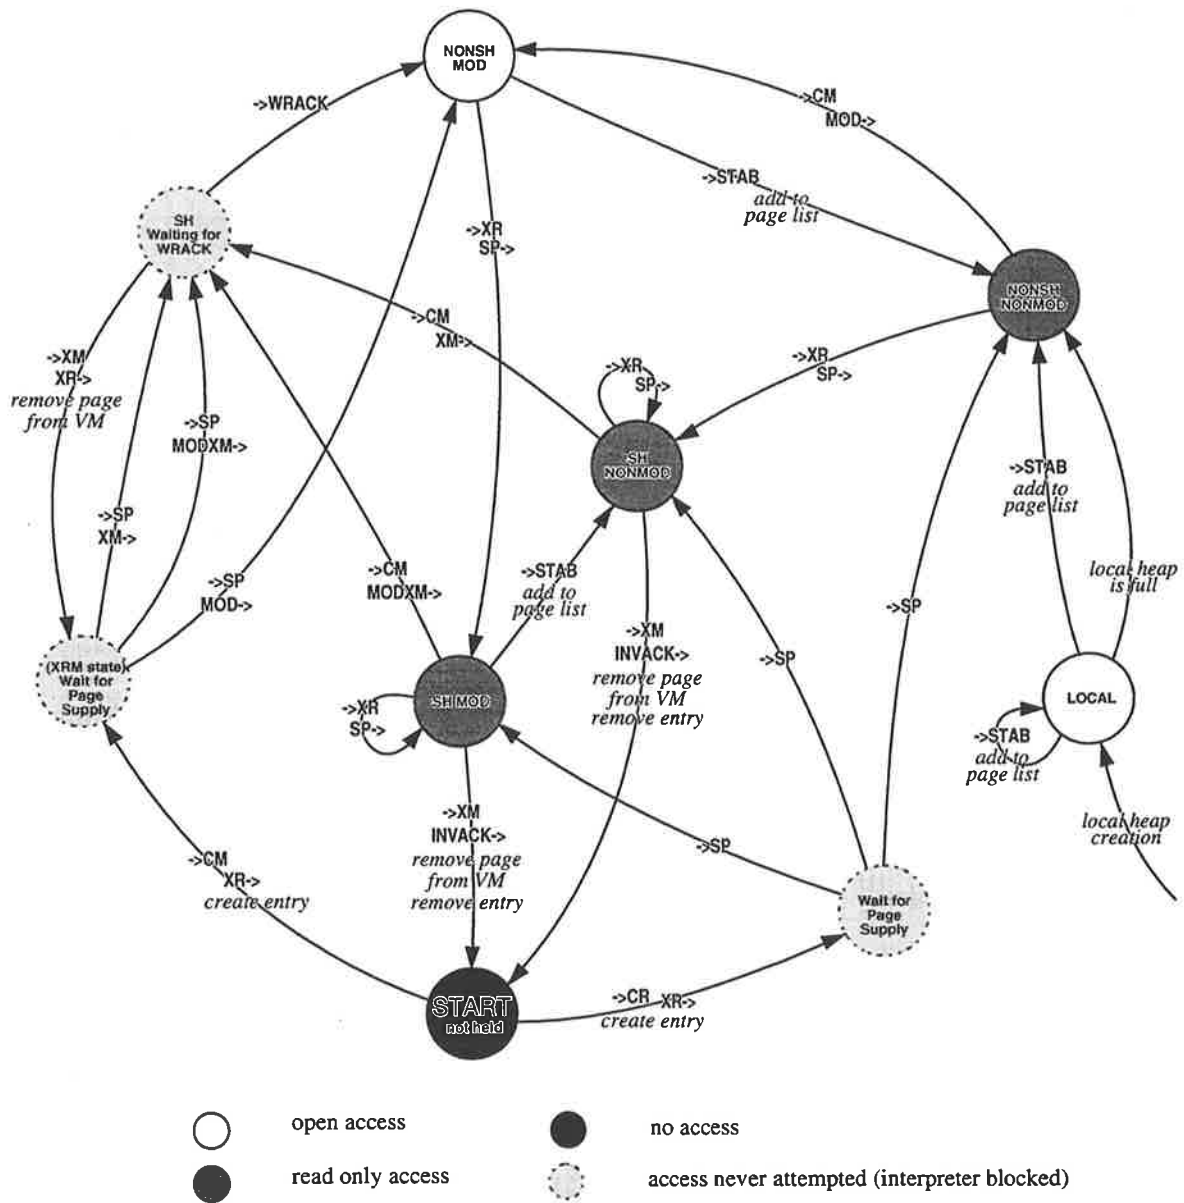 NONSH
MOD
->WRACK
->CM
MOD->
->STAB
add to
page list
SH
Waiting for
WRACK
->XR
SP->
NONSH
NONMOD
->CM
XM->
->XM
XR->
remove page
from VM
->XR
SP->
->XR
SP->
->SP
MODXM->
SH
NONMOD
->STAB
add to
page list
->SP
XM->
->SP
MOD->
->CM
MODXM->
->STAB
add to
page list
local heap
is full
->SP
->XM
INVACK->
remove page
from VM
remove entry
->SP
(XRM state)
Wait for
Page
Supply
SH MOD
LOCAL
->XR
SP->
->STAB
add to
page list
->XM
INVACK->
remove page
from VM
remove entry
->SP
local heap
creation
->CM
XR->
create entry
Wait for
Page
Supply
START
not held
->CR XR->
create entry
open access
no access
read only access
access never attempted (interpreter blocked)